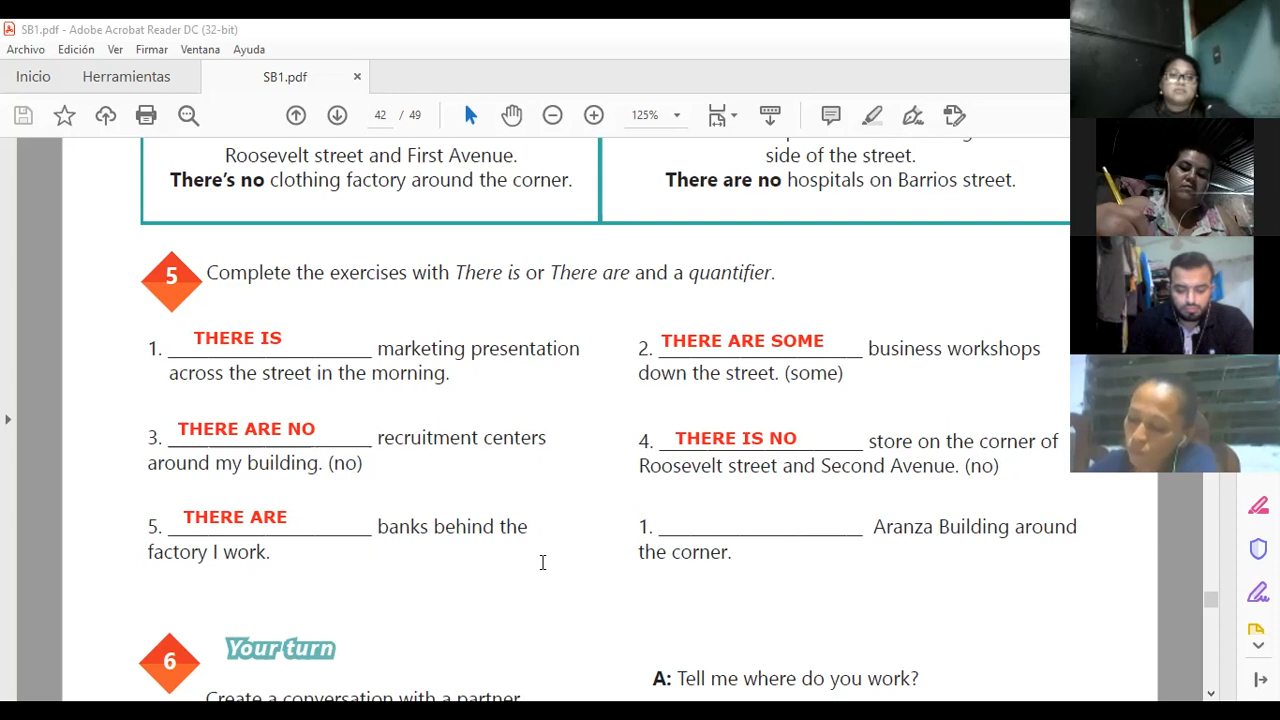 SB1.pdf - Adobe Acrobat Reader DC (32-bit)
Archivo Edición Ver Firmar Ventana Ayuda
Inicio Herramientas SB1.pdf ×
42 / 49 125%
Roosevelt street and First Avenue.
There's no clothing factory around the corner.
side of the street.
There are no hospitals on Barrios street.
5 Complete the exercises with There is or There are and a quantifier.
1. THERE IS marketing presentation
across the street in the morning.
2. THERE ARE SOME business workshops
down the street. (some)
3. THERE ARE NO recruitment centers
around my building. (no)
4. THERE IS NO store on the corner of
Roosevelt street and Second Avenue. (no)
5. THERE ARE banks behind the
factory I work.
1. ____________________ Aranza Building around
the corner.
6 Your turn
Create a conversation with a partner
A: Tell me where do you work?